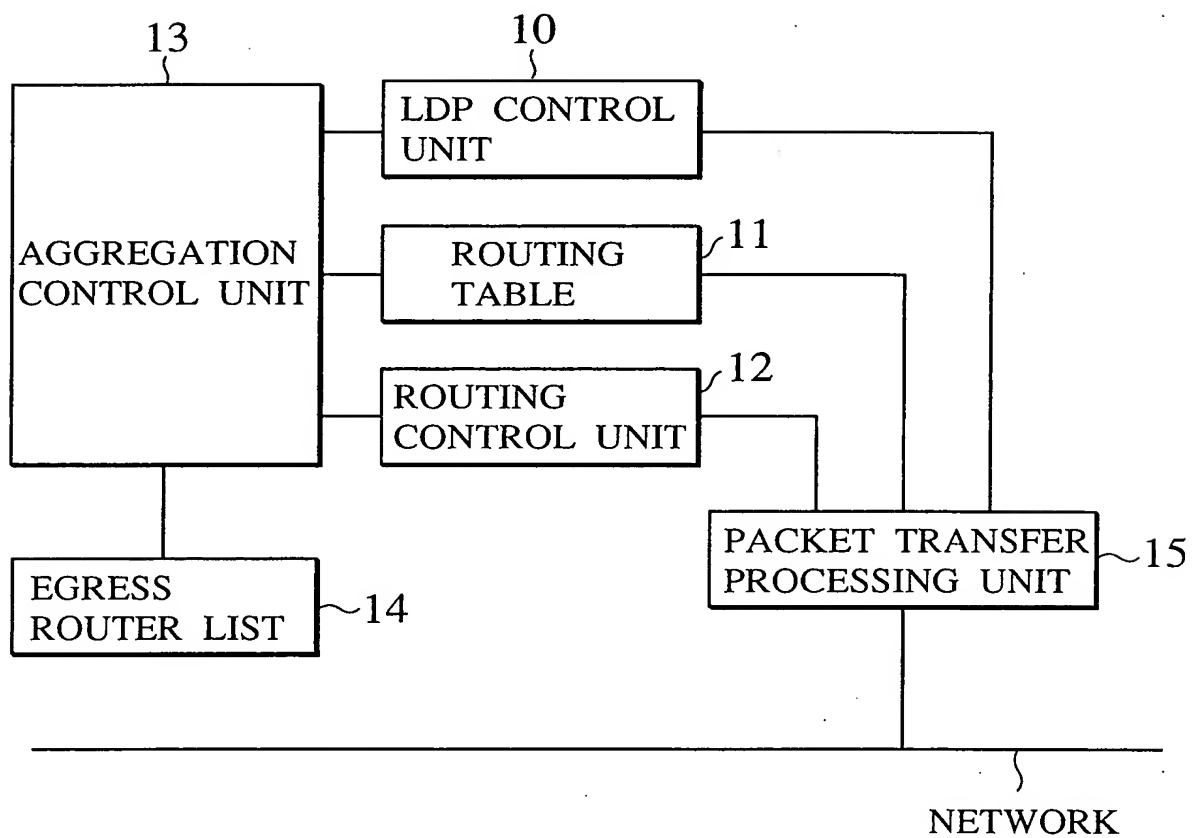 13
10
LDP CONTROL
UNIT
AGGREGATION
CONTROL UNIT
11
ROUTING
TABLE
12
ROUTING
CONTROL UNIT
PACKET TRANSFER
PROCESSING UNIT
15
EGRESS
ROUTER LIST
14
NETWORK